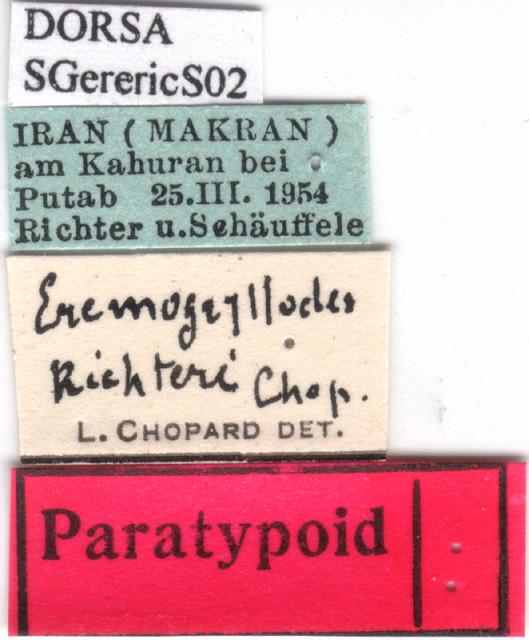 DORSA
SGerericS02
IRAN ( MAKRAN )
am Kahuran bei
Putab 25.III. 1954
Richter u.Schäuffele
Eremogryllodes
Richteri Chop.
L. CHOPARD DET.
Paratypoid